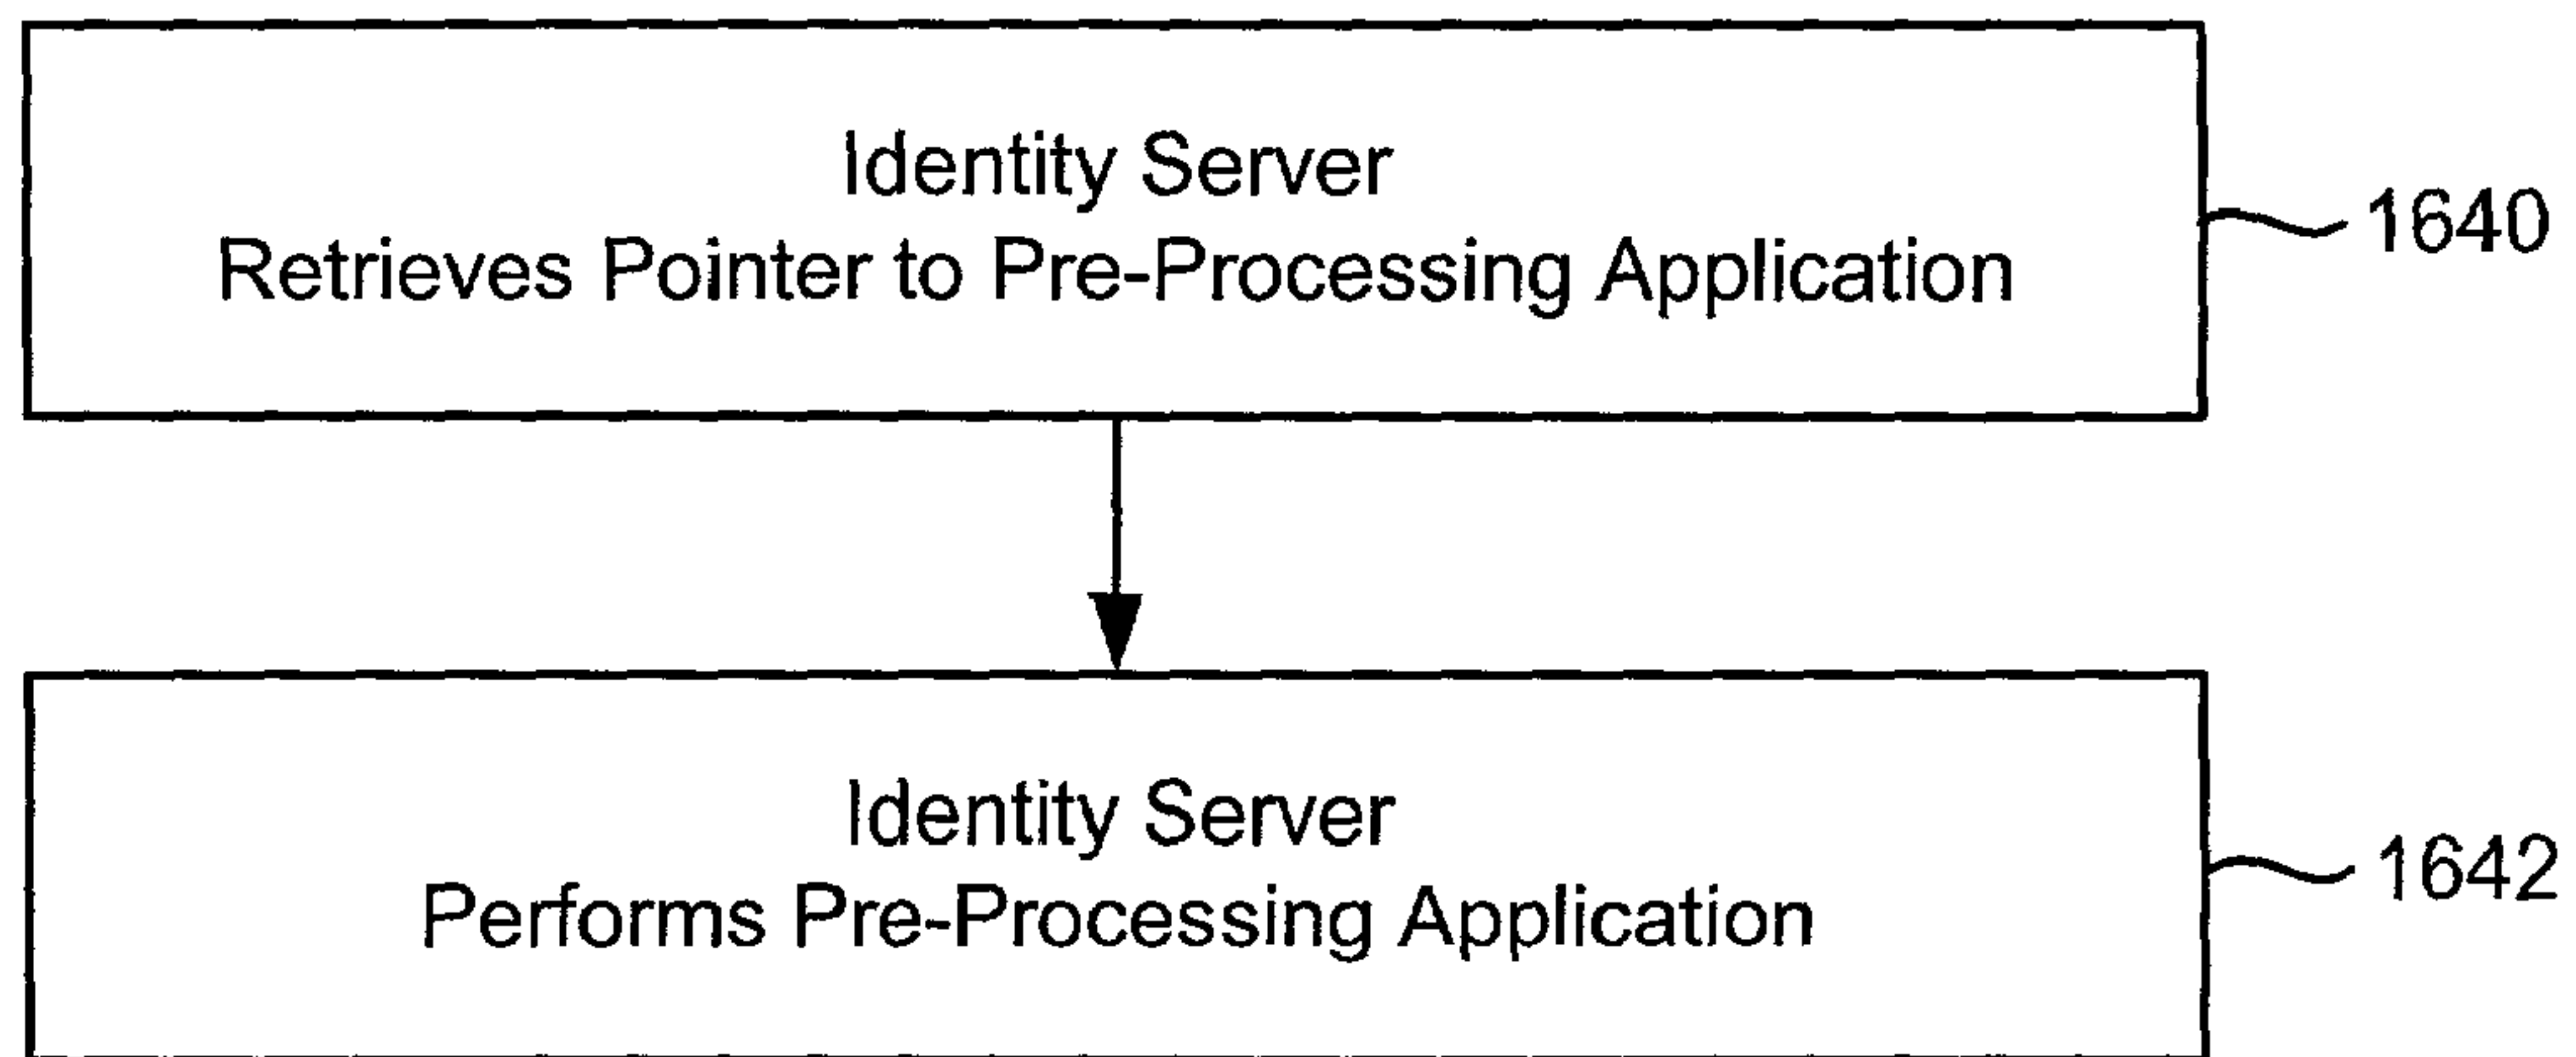 Identity Server
Retrieves Pointer to Pre-Processing Application
1640
Identity Server
Performs Pre-Processing Application
1642